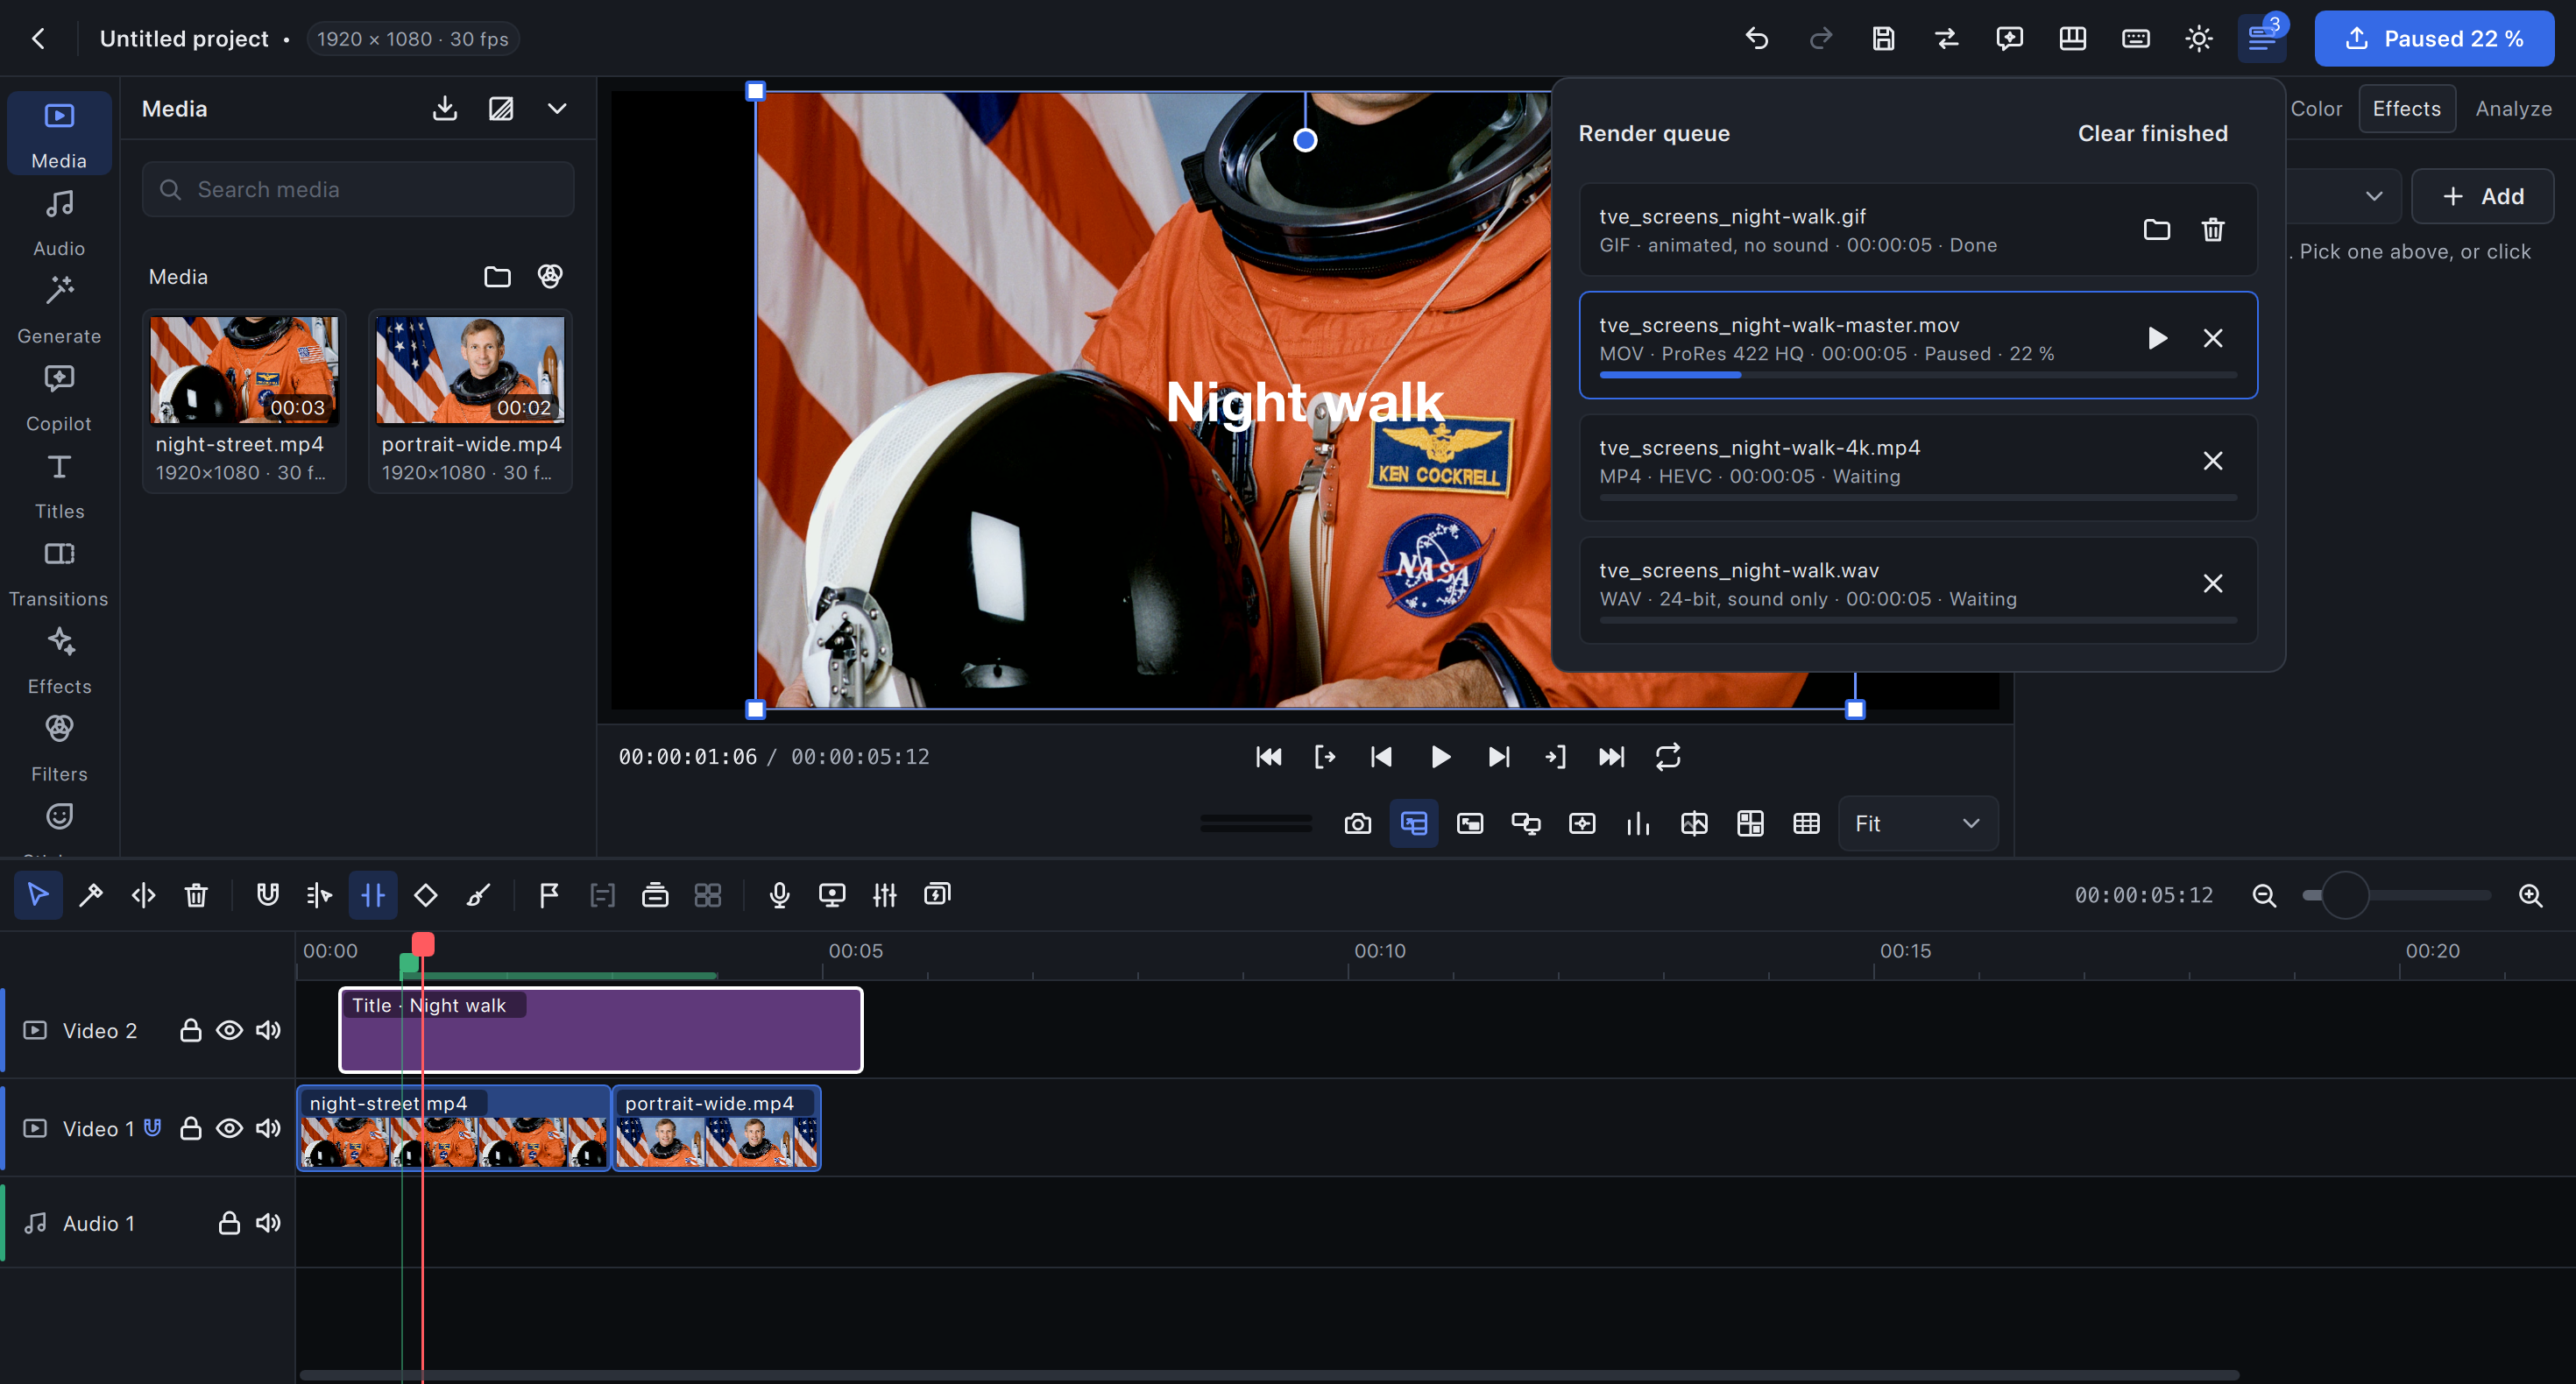 Untitled project •
1920 × 1080 · 30 fps
3
Paused 22 %
Media
Audio
Generate
Copilot
Titles
Transitions
Effects
Filters
Media
Search media
Media
00:03
night-street.mp4
1920×1080 · 30 f...
00:02
portrait-wide.mp4
1920×1080 · 30 f...
Night walk
KEN COCKRELL
NASA
Render queue
Clear finished
tve_screens_night-walk.gif
GIF · animated, no sound · 00:00:05 · Done
tve_screens_night-walk-master.mov
MOV · ProRes 422 HQ · 00:00:05 · Paused · 22 %
tve_screens_night-walk-4k.mp4
MP4 · HEVC · 00:00:05 · Waiting
tve_screens_night-walk.wav
WAV · 24-bit, sound only · 00:00:05 · Waiting
Color
Effects
Analyze
Add
. Pick one above, or click
00:00:01:06 / 00:00:05:12
Fit
00:00:05:12
00:00
00:05
00:10
00:15
00:20
Video 2
Title · Night walk
Video 1
night-street.mp4
portrait-wide.mp4
Audio 1